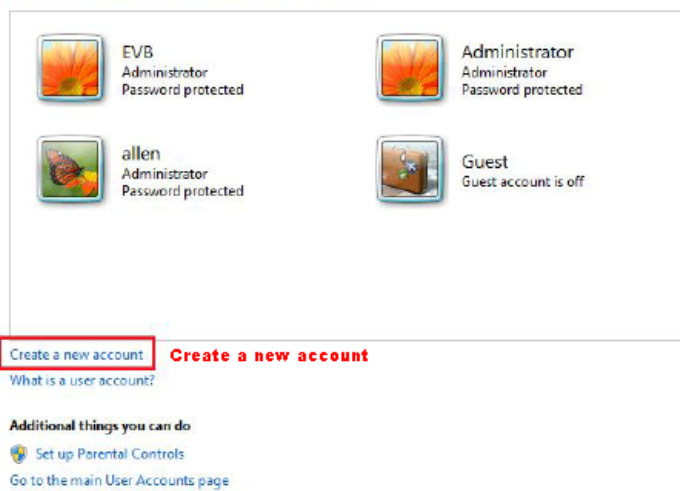 EVB
Administrator
Password protected
Administrator
Administrator
Password protected
allen
Administrator
Password protected
Guest
Guest account is off
Create a new account
Create a new account
What is a user account?
Additional things you can do
Set up Parental Controls
Go to the main User Accounts page